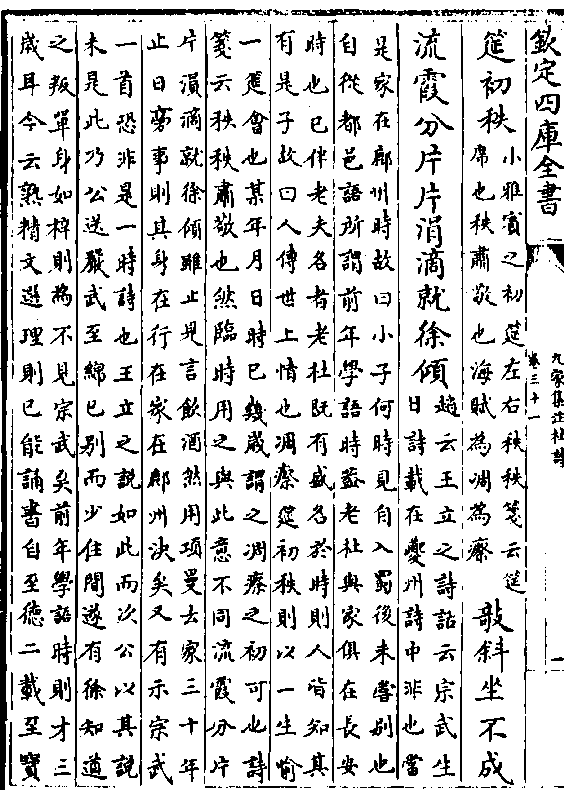 欽定四庫全書
九家集注杜詩
卷三十一
一
筵初秩小雅賓之初筵左右秩秩箋云筵席也秩肅敬也海賦為凋為瘵敧斜坐不成
流霞分片片涓滴就徐傾趙云王立之詩話云宗武生日詩載在夔州詩中非也當
是家在鄜州時故曰小子何時見自入蜀後未嘗別也
自從都邑語所謂前年學語時蓋老杜與家俱在長安
時也已伴老夫名者老杜既有盛名於時則人皆知其
有是子故曰人傳世上情也凋瘵筵初秩則以一生愉
一筵會也某年月日時已幾歲謂之凋瘵之初可也詩
箋云秩秩肅敬也然臨時用之與此意不同流霞分片
片涓滴就徐傾雖止是言飲酒然用項曼去家三十年
止日旁事則其身在行在家在鄜州決矣又有示宗武
一首恐非是一時詩也王立之說如此而次公以其說
未是此乃公送嚴武至綿已別而少住間遂有徐知道
之叛單身如梓則為不見宗武矣前年學語時則才三
歲耳今云熟精文選理則已能誦書自至德二載至寶